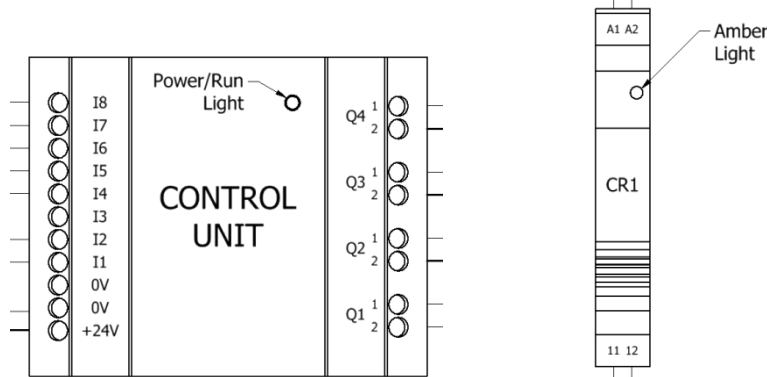 Power/Run
Light
I8
I7
I6
I5
I4
I3
I2
I1
0V
0V
+24V
CONTROL
UNIT
Q4 1
2
Q3 1
2
Q2 1
2
Q1 1
2
A1 A2
Amber
Light
CR1
11 12